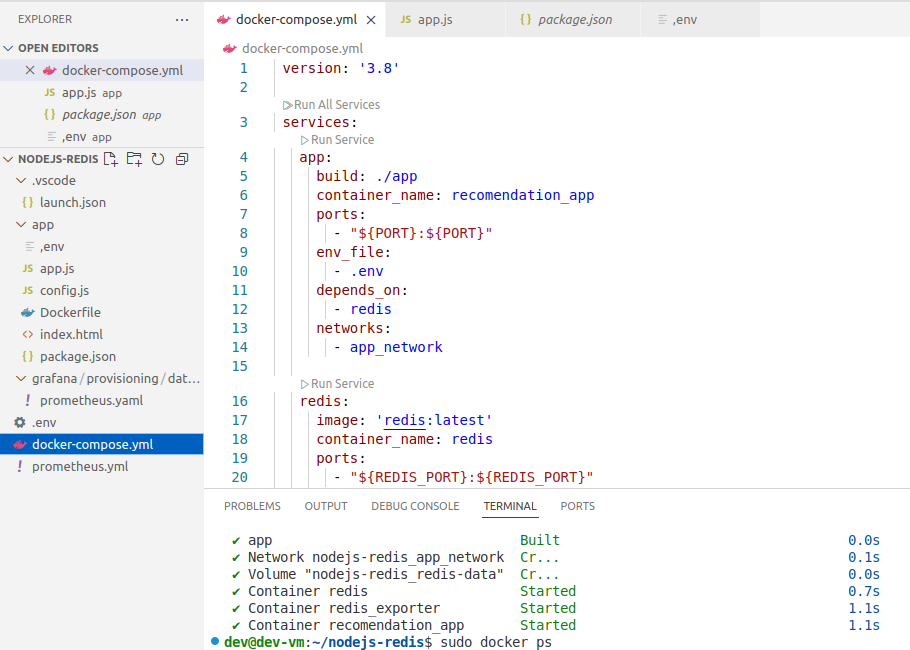 EXPLORER ...
OPEN EDITORS
docker-compose.yml
JS app.js app
{} package.json app
,env app
NODEJS-REDIS
.vscode
{} launch.json
app
,env
JS app.js
JS config.js
Dockerfile
<> index.html
{} package.json
grafana/provisioning/dat...
! prometheus.yaml
.env
docker-compose.yml
! prometheus.yml
docker-compose.yml JS app.js {} package.json ,env
docker-compose.yml
1 version: '3.8'
2
Run All Services
3 services:
Run Service
4 app:
5 build: ./app
6 container_name: recomendation_app
7 ports:
8 - "${PORT}:${PORT}"
9 env_file:
10 - .env
11 depends_on:
12 - redis
13 networks:
14 - app_network
15
Run Service
16 redis:
17 image: 'redis:latest'
18 container_name: redis
19 ports:
20 - "${REDIS_PORT}:${REDIS_PORT}"
PROBLEMS OUTPUT DEBUG CONSOLE TERMINAL PORTS
✔ app Built 0.0s
✔ Network nodejs-redis_app_network Cr... 0.1s
✔ Volume "nodejs-redis_redis-data" Cr... 0.0s
✔ Container redis Started 0.7s
✔ Container redis_exporter Started 1.1s
✔ Container recomendation_app Started 1.1s
dev@dev-vm:~/nodejs-redis$ sudo docker ps